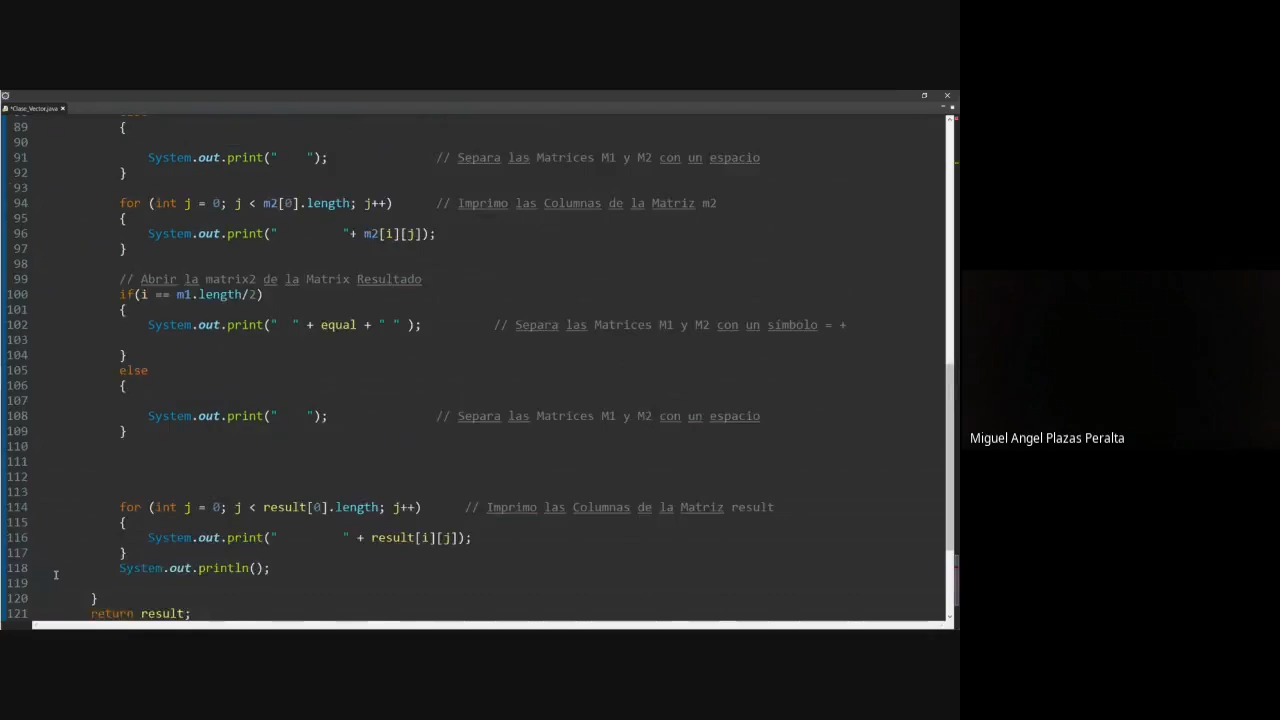 *Clase_Vector.java
89 {
90
91 System.out.print("    "); // Separa las Matrices M1 y M2 con un espacio
92 }
93
94 for (int j = 0; j < m2[0].length; j++) // Imprimo las Columnas de la Matriz m2
95 {
96 System.out.print("         "+ m2[i][j]);
97 }
98
99 // Abrir la matrix2 de la Matrix Resultado
100 if(i == m1.length/2)
101 {
102 System.out.print("  " + equal + " " ); // Separa las Matrices M1 y M2 con un símbolo = +
103
104 }
105 else
106 {
107
108 System.out.print("    "); // Separa las Matrices M1 y M2 con un espacio
109 }
110
111
112
113
114 for (int j = 0; j < result[0].length; j++) // Imprimo las Columnas de la Matriz result
115 {
116 System.out.print("         " + result[i][j]);
117 }
118 System.out.println();
119
120 }
121 return result;
Miguel Angel Plazas Peralta